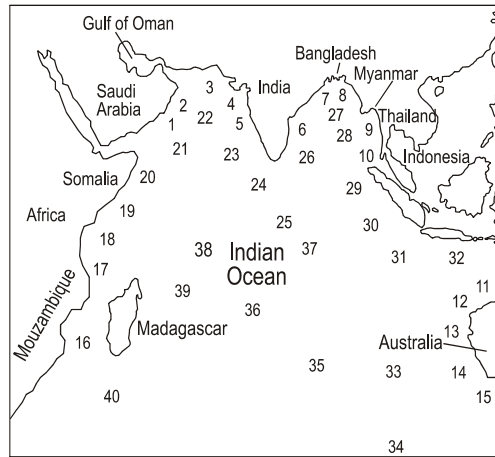 Gulf of Oman
Bangladesh
Myanmar
India
3
7
8
Saudi
Arabia
2
4
22
27
Thailand
1
5
6
28
9
21
23
26
10
Indonesia
Somalia
20
24
29
Africa
19
25
30
18
38
Indian
Ocean
37
31
32
17
39
11
36
12
Mouzambique
Madagascar
13
16
Australia
35
33
14
40
15
34